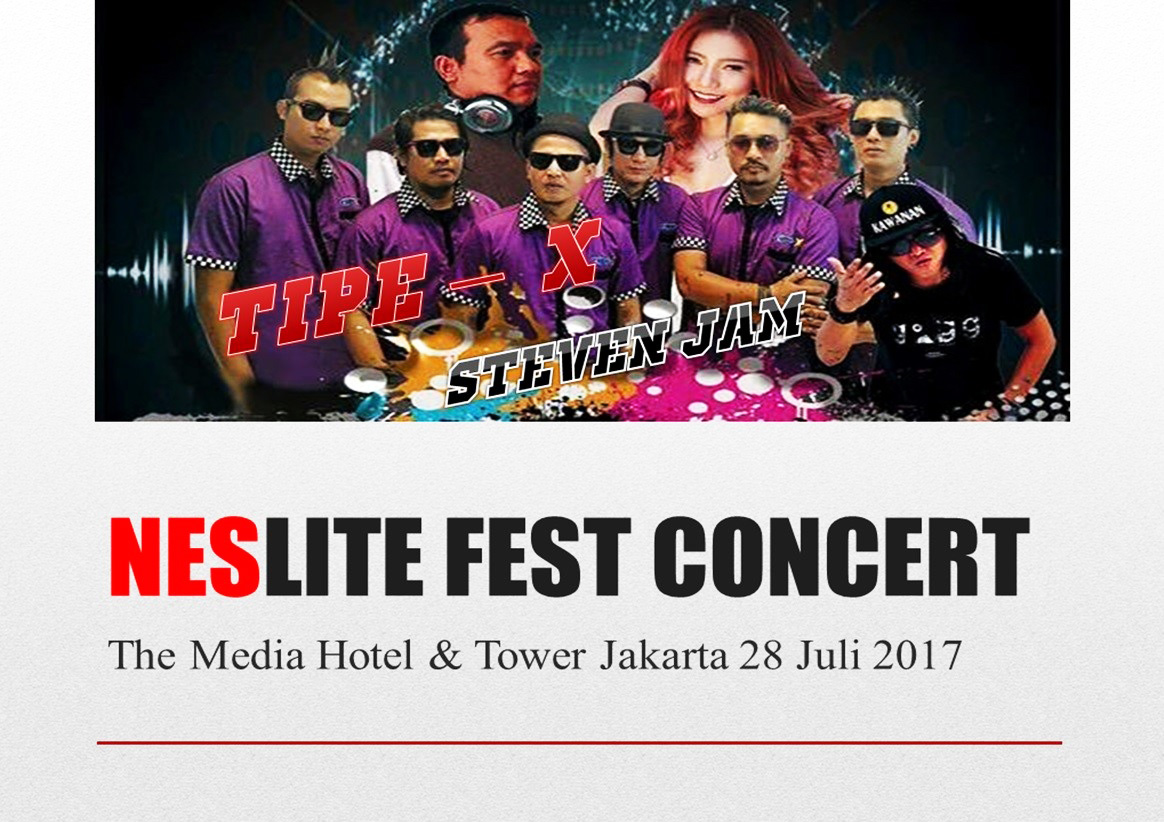 KAWANAN
TIPE – X
STEVEN JAM
NESLITE FEST CONCERT
The Media Hotel & Tower Jakarta 28 Juli 2017